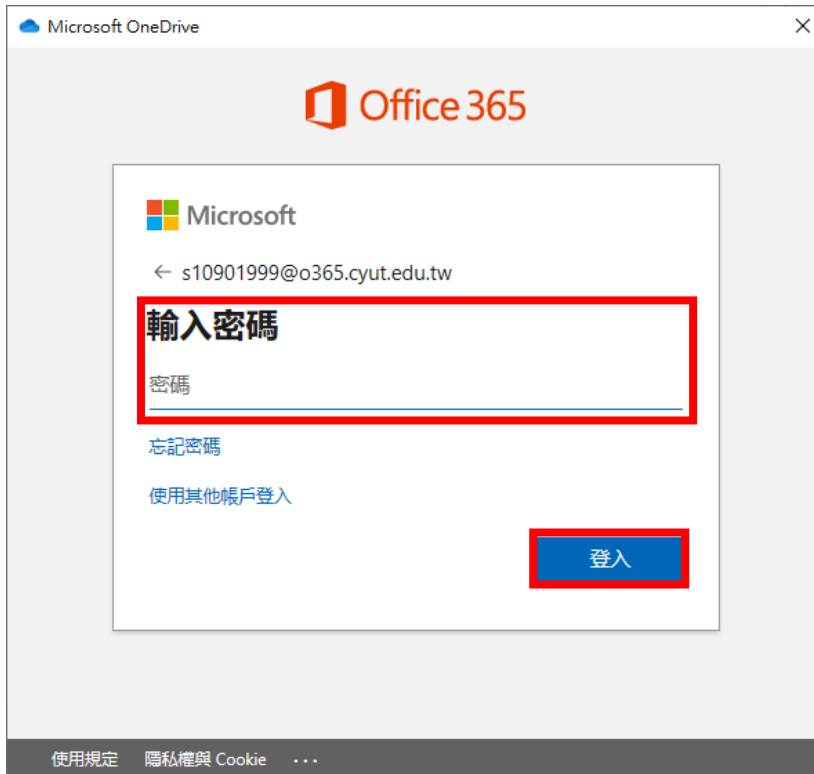 Microsoft OneDrive
Office 365
Microsoft
s10901999@o365.cyut.edu.tw
輸入密碼
密碼
忘記密碼
使用其他帳戶登入
登入
使用規定 隱私權與 Cookie ...